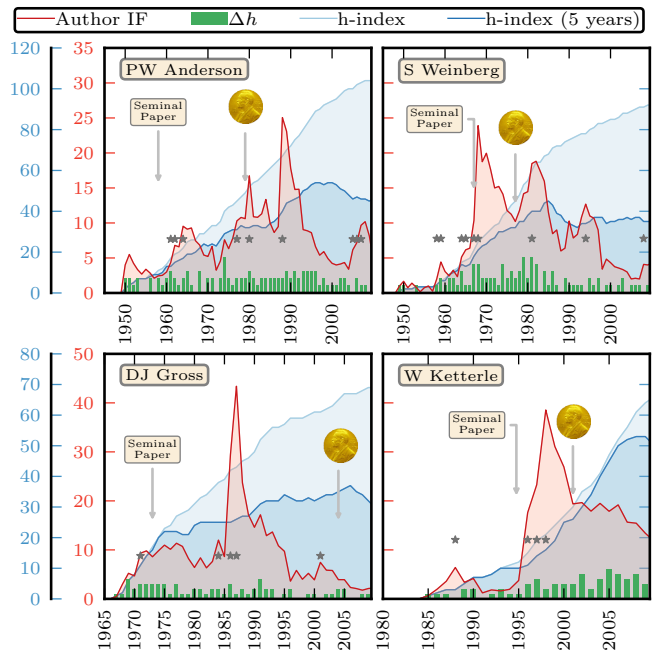 Author IF Δh h-index h-index (5 years)
120 35
100 30
80 25
60 20
15
40 10
20 5
0 0
PW Anderson
Seminal
Paper
1950 1960 1970 1980 1990 2000
S Weinberg
Seminal
Paper
1950 1960 1970 1980 1990 2000
80 50
70
60 40
50 30
40
30 20
20 10
10
0 0
DJ Gross
Seminal
Paper
1965 1970 1975 1980 1985 1990 1995 2000 2005
W Ketterle
Seminal
Paper
1980 1985 1990 1995 2000 2005